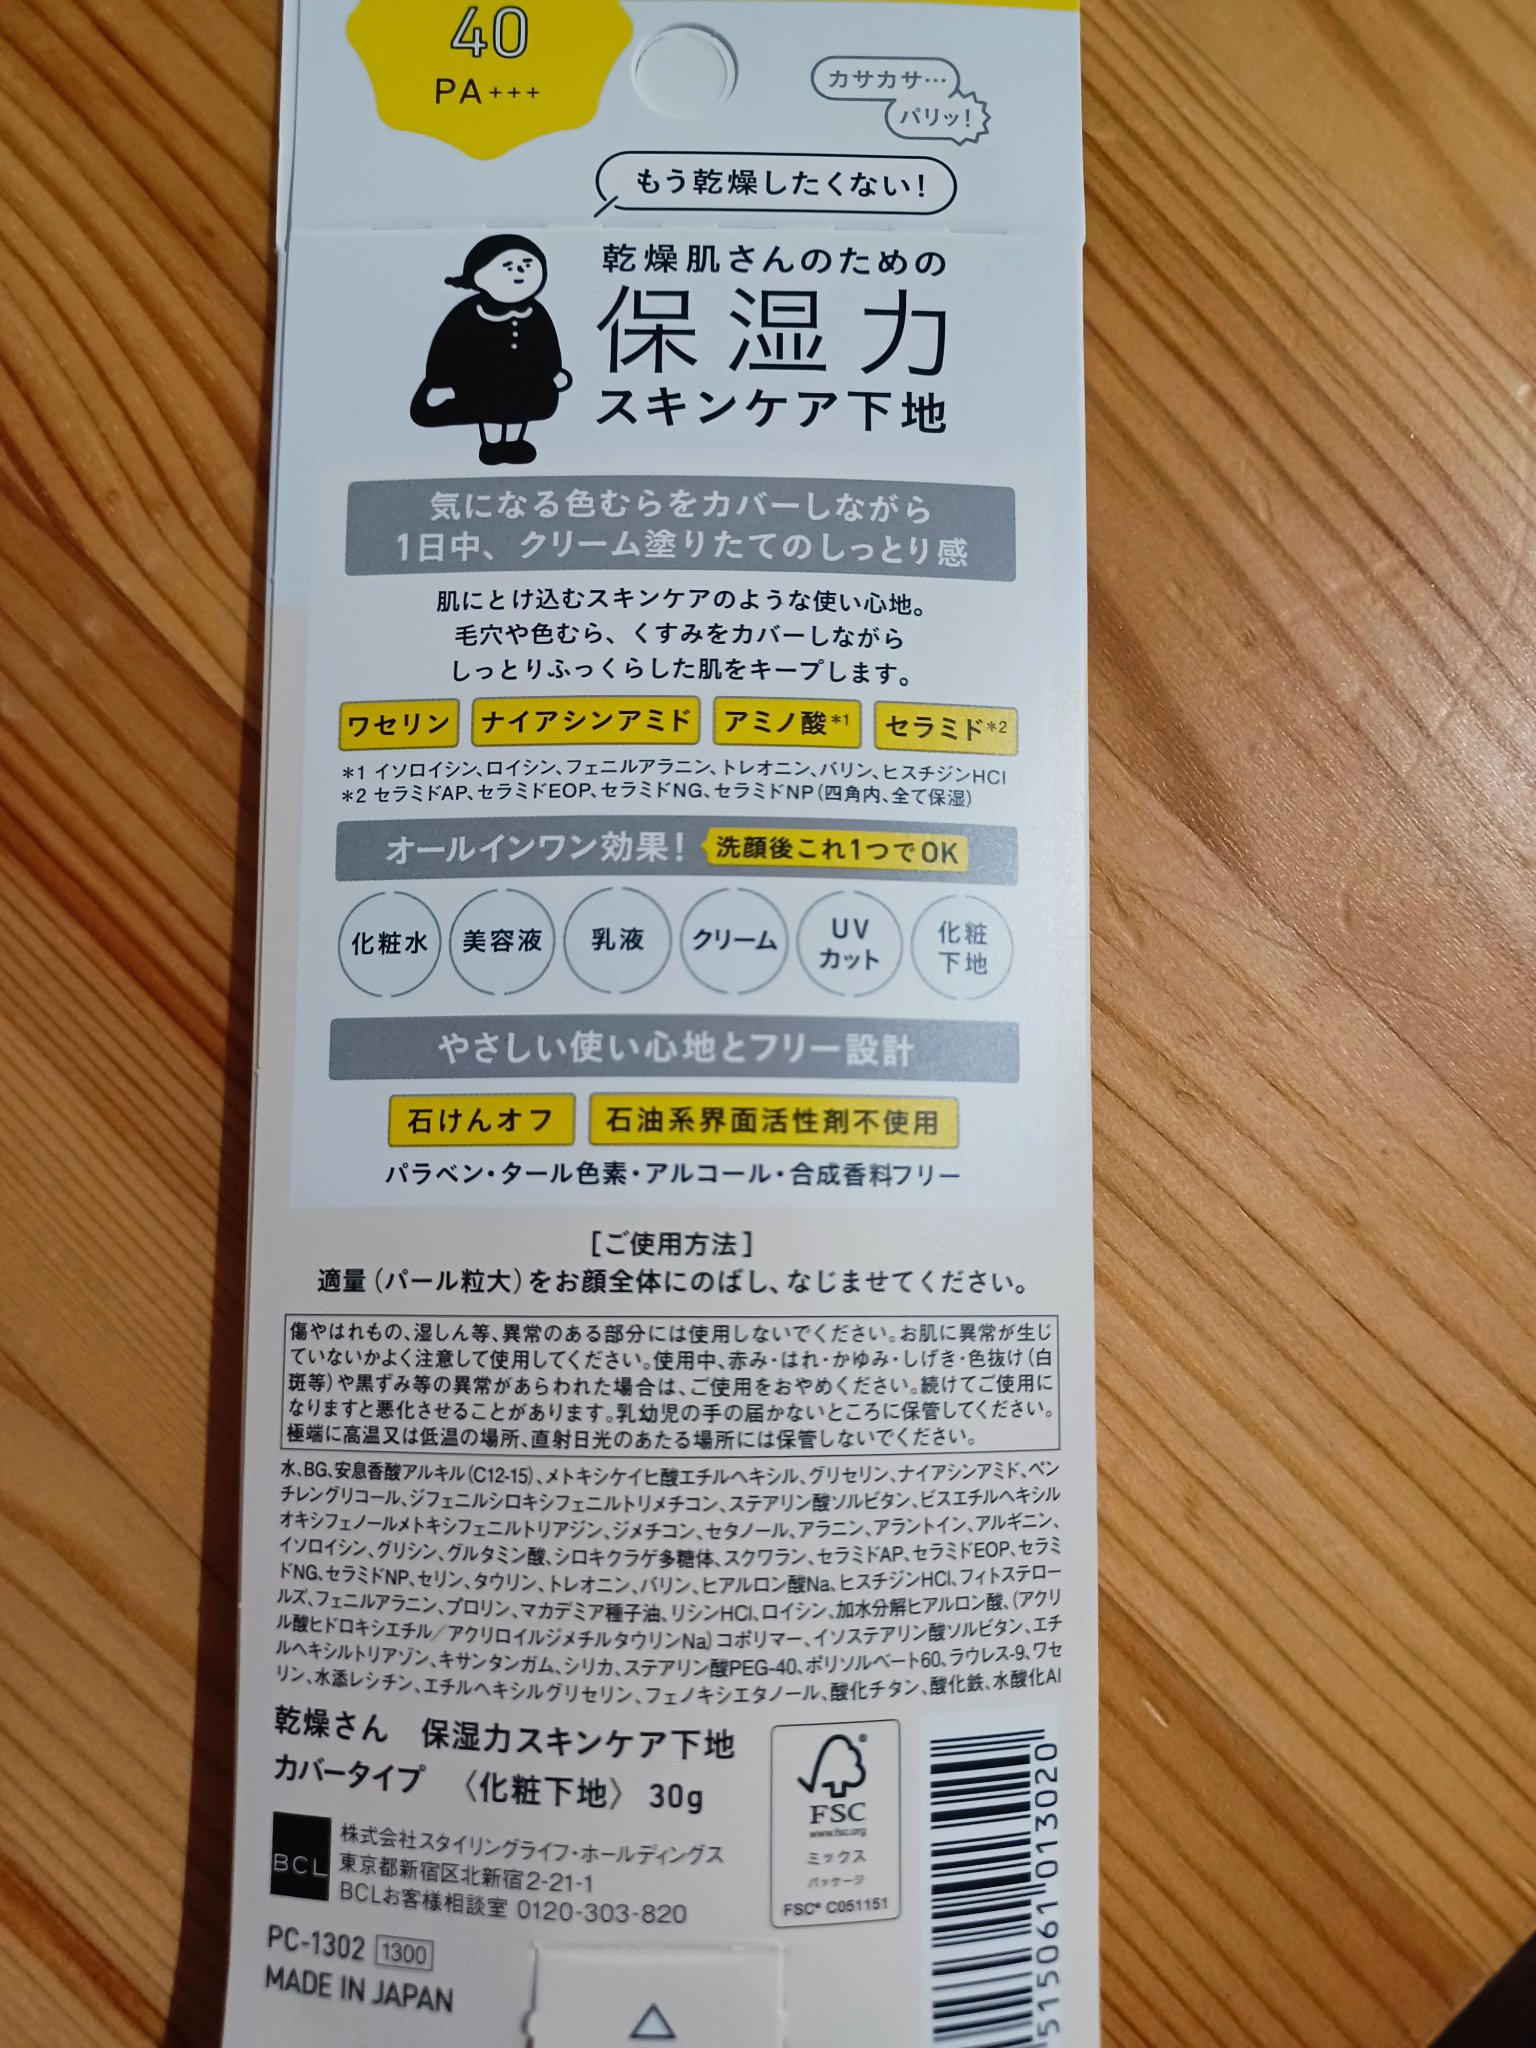 40
PA+++
カサカサ…
パリッ!
もう乾燥したくない!
乾燥肌さんのための
保湿力
スキンケア下地
気になる色むらをカバーしながら
1日中、クリーム塗りたてのしっとり感
肌にとけ込むスキンケアのような使い心地。
毛穴や色むら、くすみをカバーしながら
しっとりふっくらした肌をキープします。
ワセリン ナイアシンアミド アミノ酸*1 セラミド*2
*1 イソロイシン、ロイシン、フェニルアラニン、トレオニン、バリン、ヒスチジンHCl
*2 セラミドAP、セラミドEOP、セラミドNG、セラミドNP(四角内、全て保湿)
オールインワン効果! 洗顔後これ1つでOK
化粧水 美容液 乳液 クリーム UVカット 化粧下地
やさしい使い心地とフリー設計
石けんオフ 石油系界面活性剤不使用
パラベン・タール色素・アルコール・合成香料フリー
[ご使用方法]
適量(パール粒大)をお顔全体にのばし、なじませてください。
傷やはれもの、湿しん等、異常のある部分には使用しないでください。お肌に異常が生じ
ていないかよく注意して使用してください。使用中、赤み・はれ・かゆみ・しげき・色抜け(白
斑等)や黒ずみ等の異常があらわれた場合は、ご使用をおやめください。続けてご使用に
なりますと悪化させることがあります。乳幼児の手の届かないところに保管してください。
極端に高温又は低温の場所、直射日光のあたる場所には保管しないでください。
水、BG、安息香酸アルキル(C12-15)、メトキシケイヒ酸エチルヘキシル、グリセリン、ナイアシンアミド、ペン
チレングリコール、ジフェニルシロキシフェニルトリメチコン、ステアリン酸ソルビタン、ビスエチルヘキシル
オキシフェノールメトキシフェニルトリアジン、ジメチコン、セタノール、アラニン、アラントイン、アルギニン、
イソロイシン、グリシン、グルタミン酸、シロキクラゲ多糖体、スクワラン、セラミドAP、セラミドEOP、セラミ
ドNG、セラミドNP、セリン、タウリン、トレオニン、バリン、ヒアルロン酸Na、ヒスチジンHCl、フィトステロー
ルズ、フェニルアラニン、プロリン、マカデミア種子油、リシンHCl、ロイシン、加水分解ヒアルロン酸、(アクリ
ル酸ヒドロキシエチル/アクリロイルジメチルタウリンNa)コポリマー、イソステアリン酸ソルビタン、エチ
ルヘキシルトリアゾン、キサンタンガム、シリカ、ステアリン酸PEG-40、ポリソルベート60、ラウレス-9、ワセ
リン、水添レシチン、エチルヘキシルグリセリン、フェノキシエタノール、酸化チタン、酸化鉄、水酸化Al
乾燥さん 保湿力スキンケア下地
カバータイプ 〈化粧下地〉 30g
BCL
株式会社スタイリングライフ・ホールディングス
東京都新宿区北新宿2-21-1
BCLお客様相談室 0120-303-820
PC-1302 1300
MADE IN JAPAN
FSC
www.fsc.org
ミックス
パッケージ
FSC® C051151
515061 013020